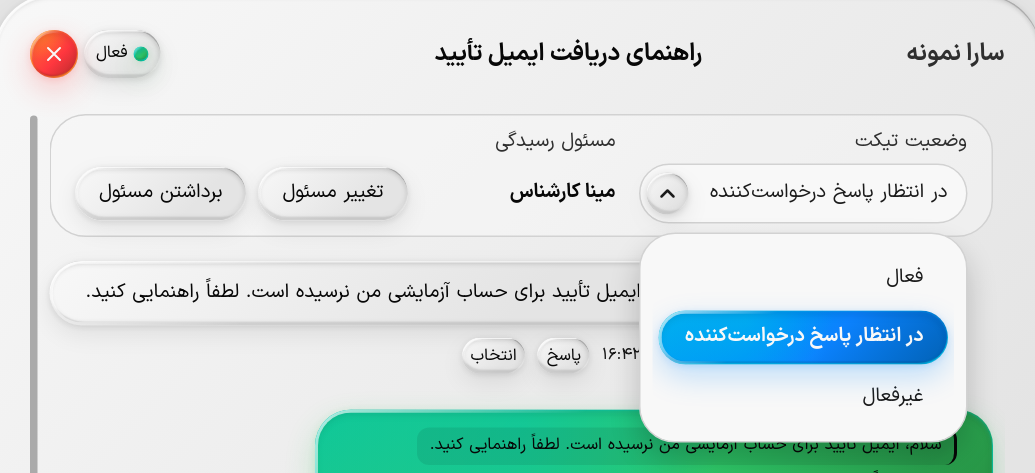 سارا نمونه
راهنمای دریافت ایمیل تأیید
فعال
وضعیت تیکت
مسئول رسیدگی
در انتظار پاسخ درخواست‌کننده
مینا کارشناس
تغییر مسئول
برداشتن مسئول
فعال
در انتظار پاسخ درخواست‌کننده
غیرفعال
ایمیل تأیید برای حساب آزمایشی من نرسیده است. لطفاً راهنمایی کنید.
۱۶:۴۲
پاسخ
انتخاب
سلام، ایمیل تأیید برای حساب آزمایشی من نرسیده است. لطفاً راهنمایی کنید.